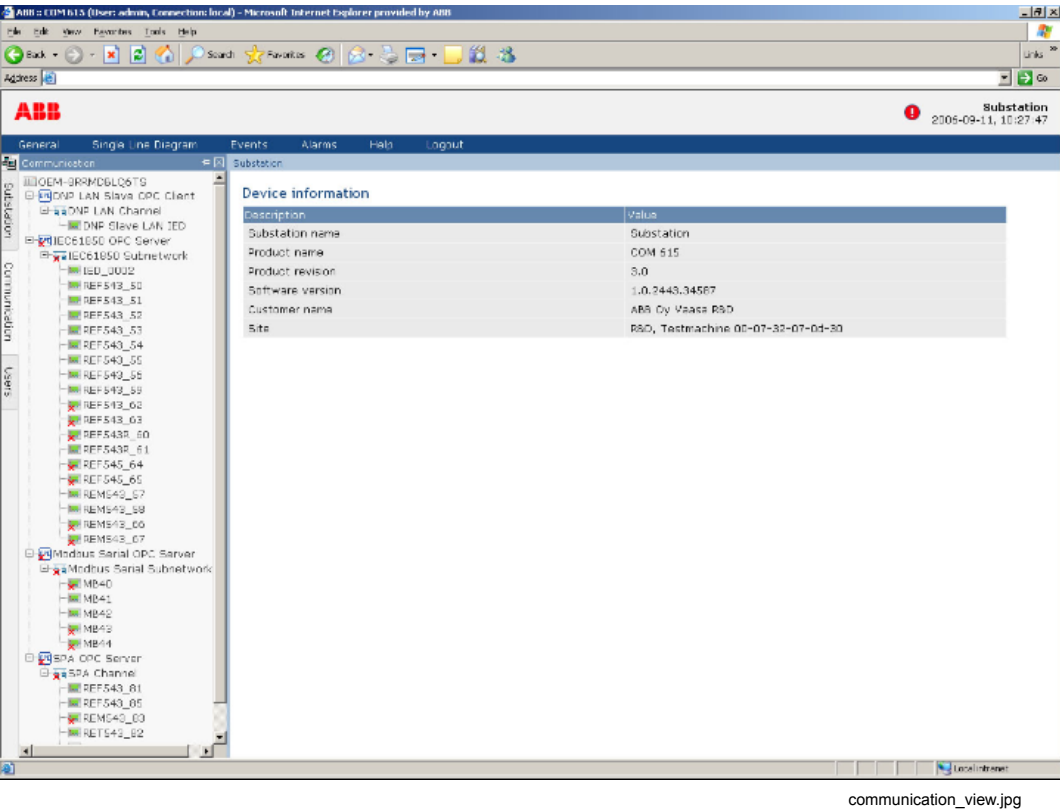 ABB :: COM 615 (User: admin, Connection: local) - Microsoft Internet Explorer provided by ABB
File Edit View Favorites Tools Help
Back Search Favorites Links
Address Go
ABB
Substation
2006-09-11, 10:27:47
General Single Line Diagram Events Alarms Help Logout
Communication
Substation
Substation
Communication
Users
DNP LAN Slave OPC Client
DNP LAN Channel
DNP Slave LAN IED
IEC61850 OPC Server
IEC61850 Subnetwork
IED_0002
REF543_50
REF543_51
REF543_52
REF543_53
REF543_54
REF543_55
REF543_56
REF543_59
REF543_62
REF543_63
REF543R_60
REF543R_61
REF545_64
REF545_65
REM543_57
REM543_58
REM543_66
REM543_67
Modbus Serial OPC Server
Modbus Serial Subnetwork
MB40
MB41
MB42
MB43
MB44
SPA OPC Server
SPA Channel
REF543_81
REF543_85
REM543_83
RET543_82
Device information
Description Value
Substation name Substation
Product name COM 615
Product revision 3.0
Software version 1.0.2443.34587
Customer name ABB Oy Vaasa R&D
Site R&D, Testmachine 00-07-32-07-0d-30
Local intranet
communication_view.jpg